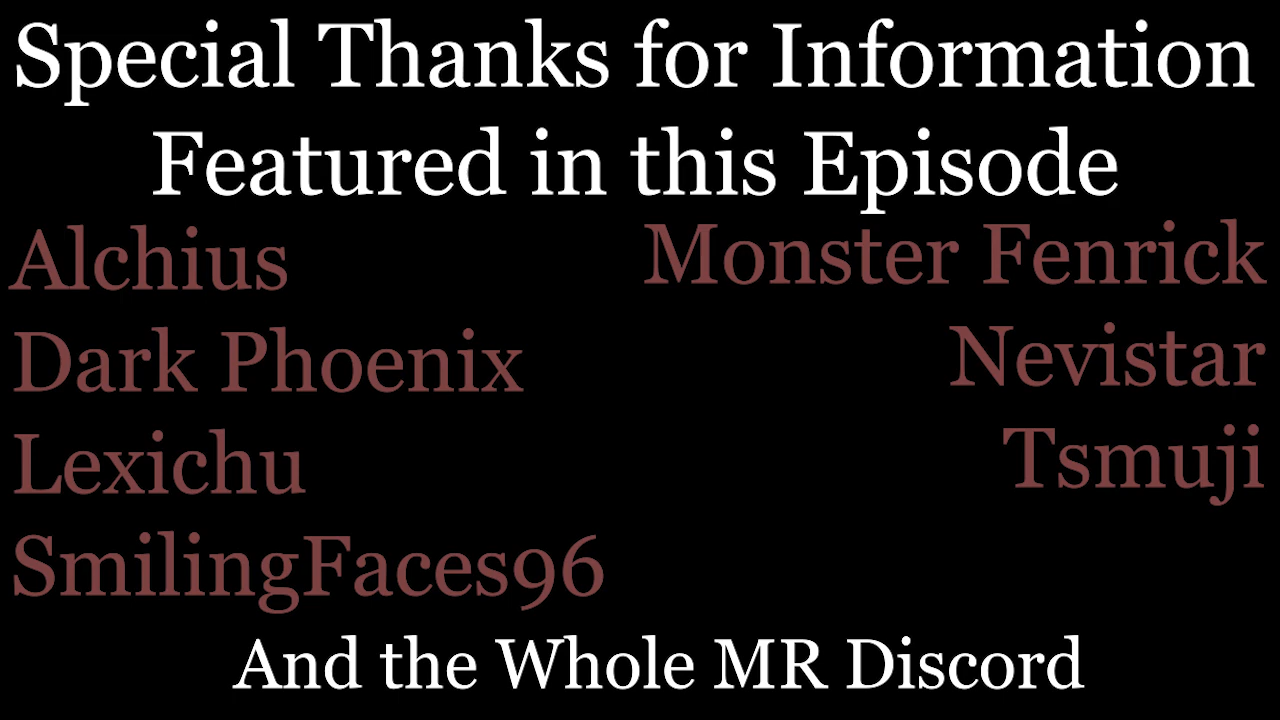 Special Thanks for Information
Featured in this Episode
Alchius
Dark Phoenix
Lexichu
SmilingFaces96
Monster Fenrick
Nevistar
Tsmuji
And the Whole MR Discord